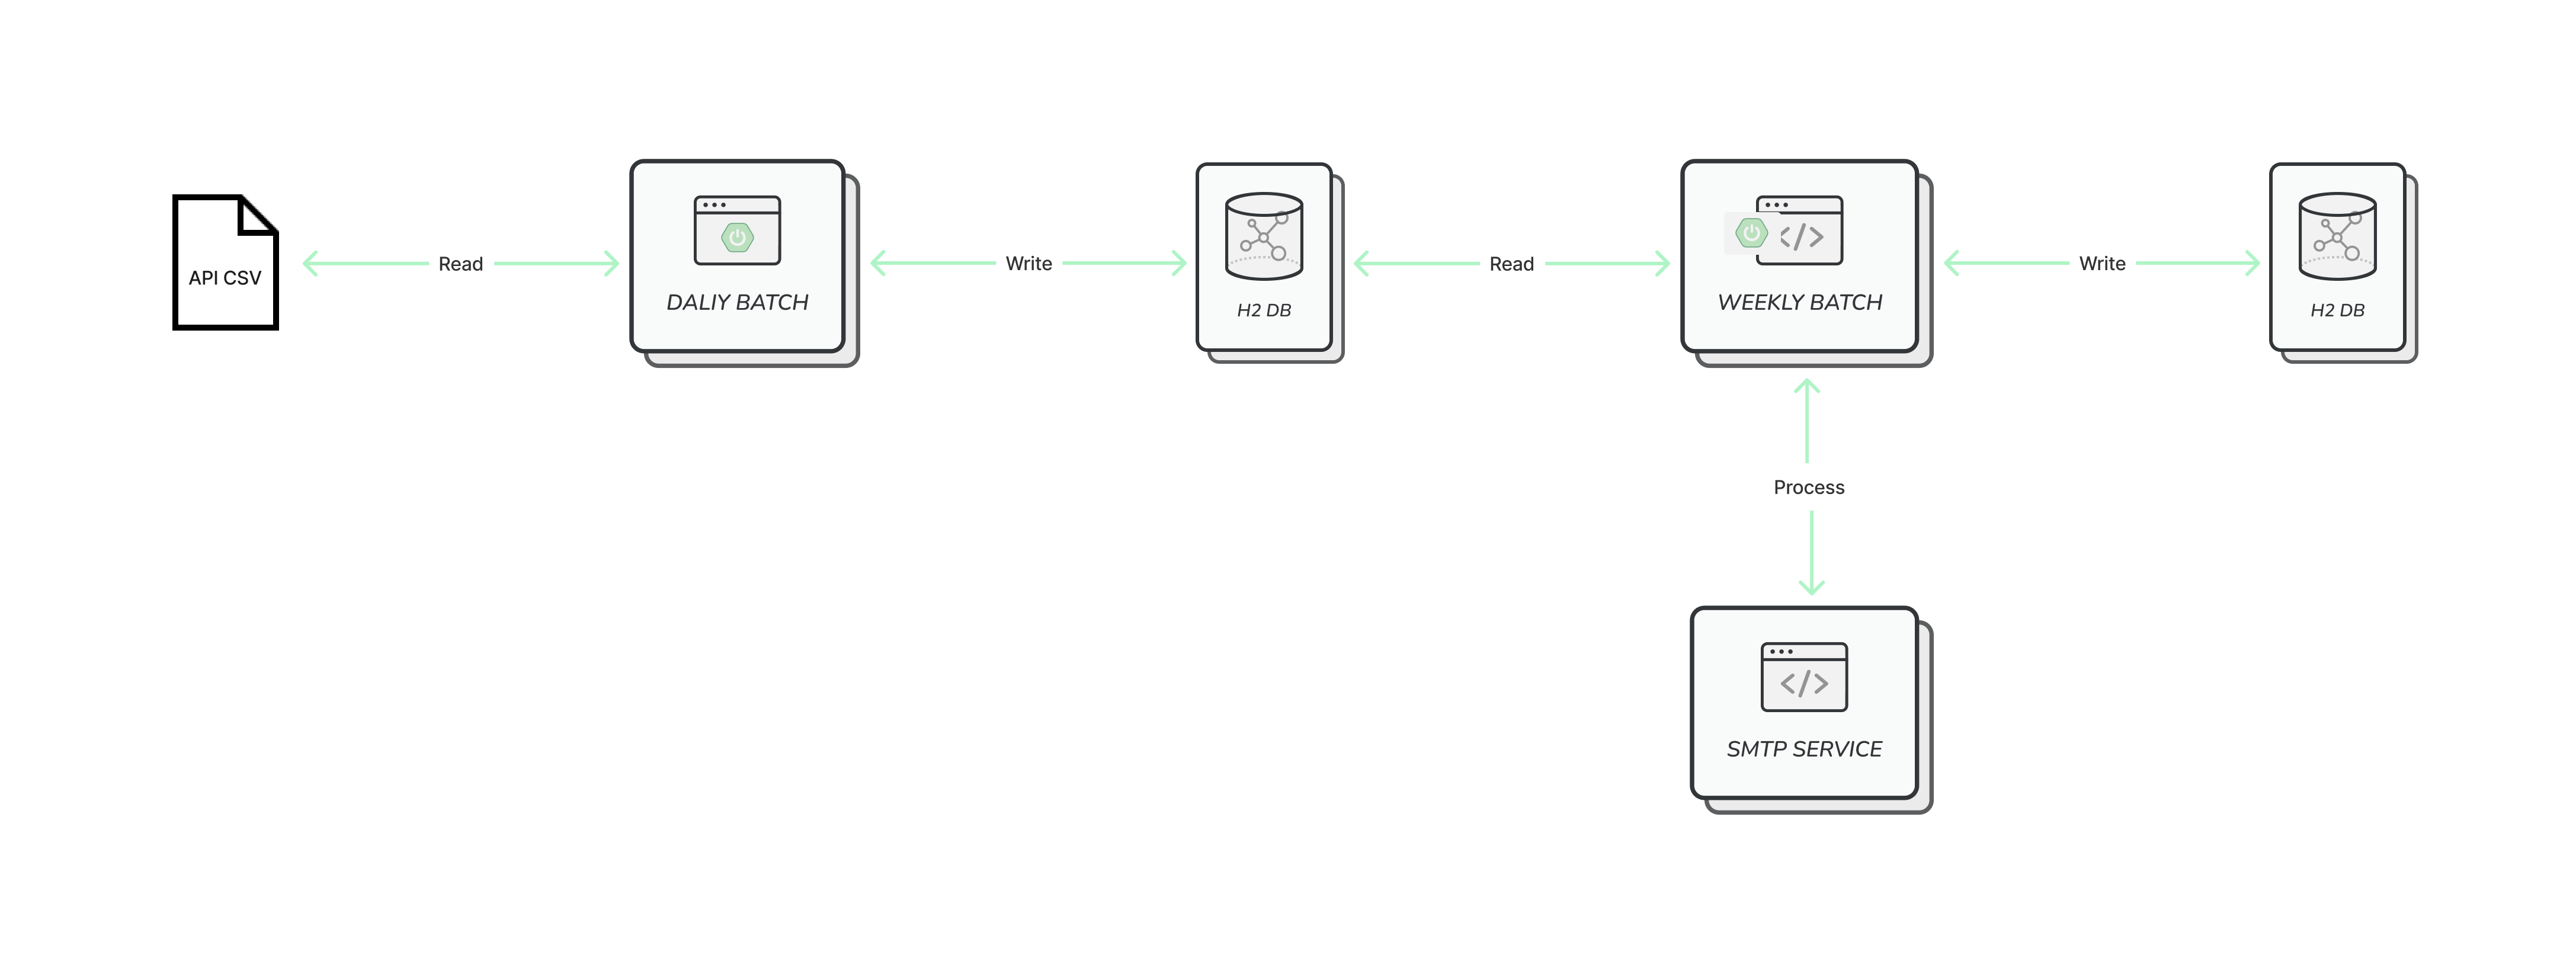 API CSV
Read
DALIY BATCH
Write
H2 DB
Read
WEEKLY BATCH
Write
H2 DB
Process
SMTP SERVICE